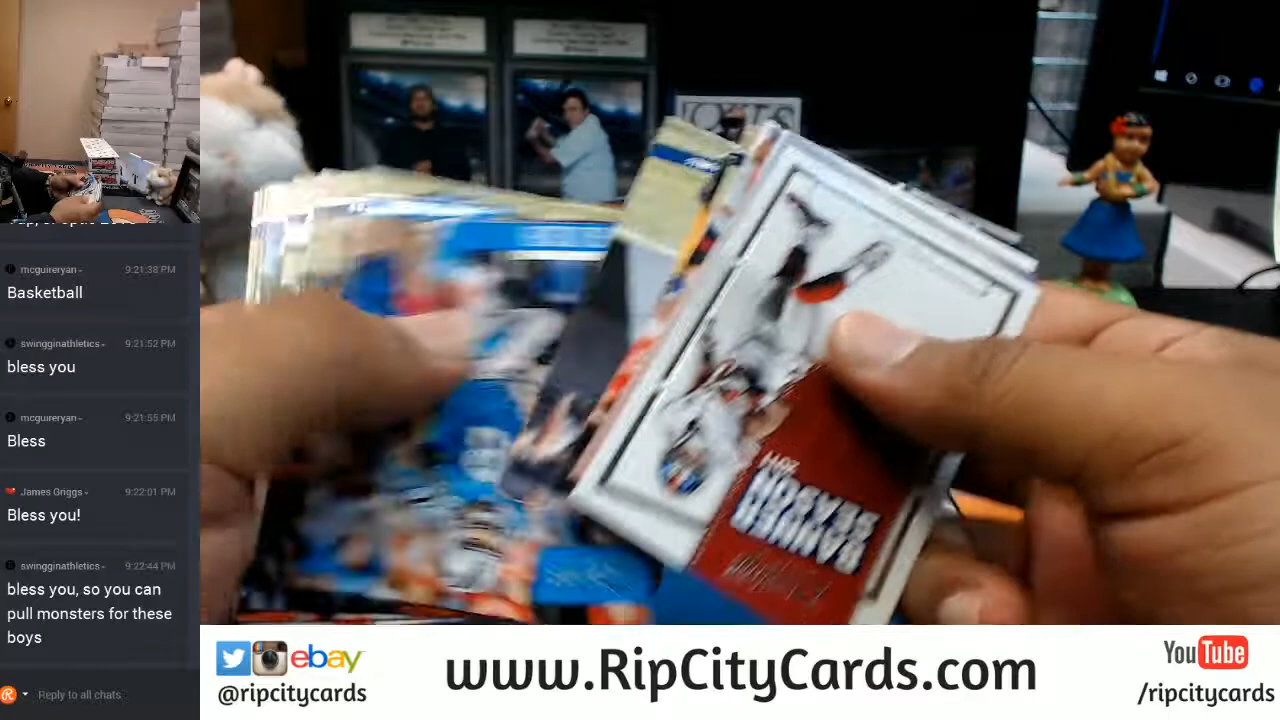 mcguireryan- 9:21:38 PM
Basketball
swingginathletics- 9:21:52 PM
bless you
mcguireryan- 9:21:55 PM
Bless
James Griggs- 9:22:01 PM
Bless you!
swingginathletics- 9:22:44 PM
bless you, so you can
pull monsters for these
boys
Reply to all chats
BANNER
SEASON
ebay
@ripcitycards
www.RipCityCards.com
YouTube
/ripcitycards